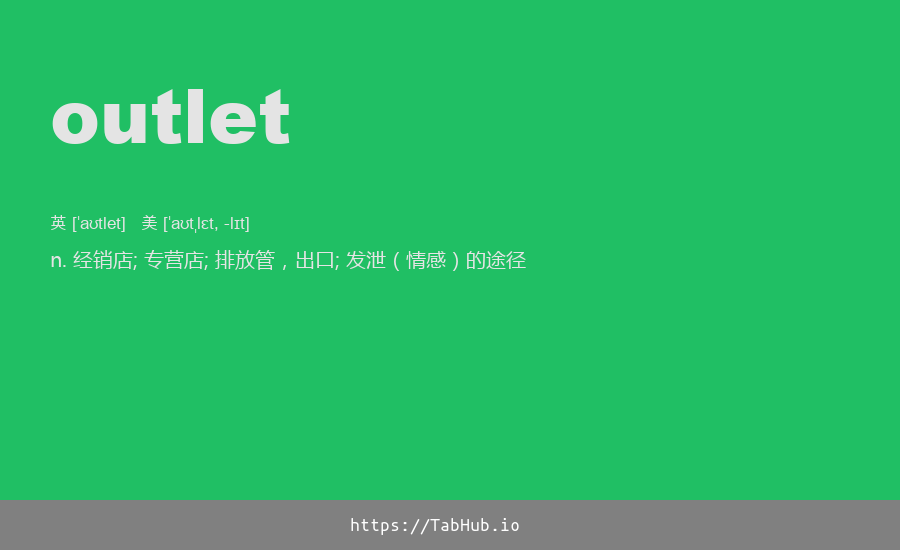 outlet
英 [ˈaʊtlet] 美 [ˈaʊtˌlɛt, -lɪt]
n. 经销店; 专营店; 排放管，出口; 发泄（情感）的途径
https://TabHub.io